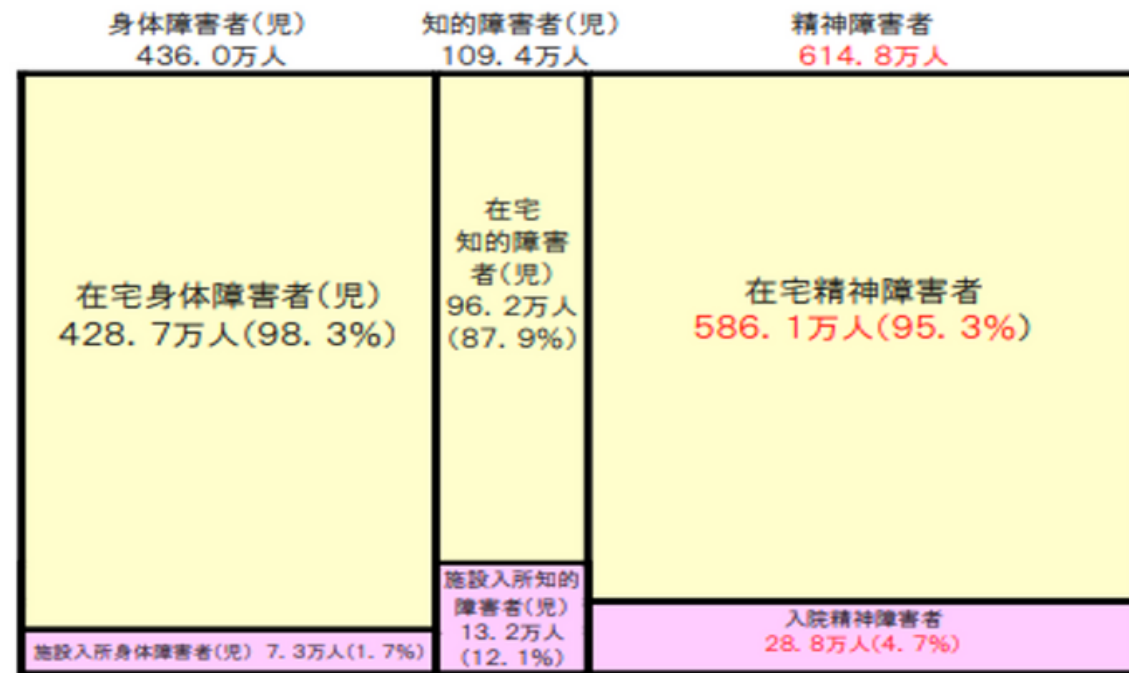 身体障害者(児)
436. 0万人
知的障害者(児)
109. 4万人
精神障害者
614. 8万人
在宅身体障害者(児)
428. 7万人(98. 3%)
在宅
知的障害
者(児)
96. 2万人
(87. 9%)
在宅精神障害者
586. 1万人(95. 3%)
施設入所身体障害者(児) 7. 3万人(1. 7%)
施設入所知的
障害者(児)
13. 2万人
(12. 1%)
入院精神障害者
28. 8万人(4. 7%)